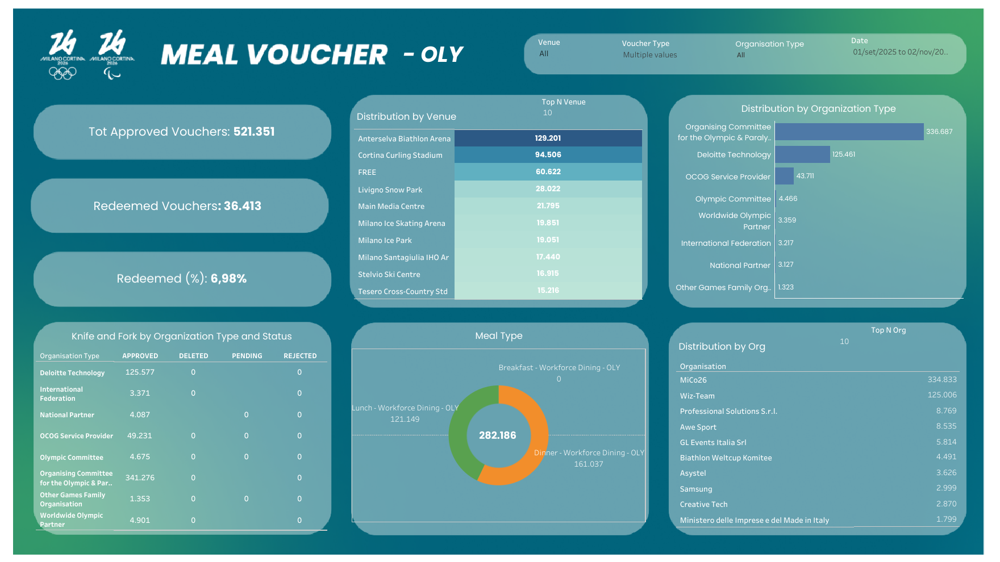 MILANO CORTINA
2026
MILANO CORTINA
2026
MEAL VOUCHER - OLY
Venue
All
Voucher Type
Multiple values
Organisation Type
All
Date
01/set/2025 to 02/nov/20..
Tot Approved Vouchers: 521.351
Redeemed Vouchers: 36.413
Redeemed (%): 6,98%
Top N Venue
10
Distribution by Venue
Anterselva Biathlon Arena 129.201
Cortina Curling Stadium 94.506
FREE 60.622
Livigno Snow Park 28.022
Main Media Centre 21.795
Milano Ice Skating Arena 19.851
Milano Ice Park 19.051
Milano Santagiulia IHO Ar 17.440
Stelvio Ski Centre 16.915
Tesero Cross-Country Std 15.216
Distribution by Organization Type
Organising Committee
for the Olympic & Paraly.. 336.687
Deloitte Technology 125.461
OCOG Service Provider 43.711
Olympic Committee 4.466
Worldwide Olympic
Partner 3.359
International Federation 3.217
National Partner 3.127
Other Games Family Org.. 1.323
Knife and Fork by Organization Type and Status
Organisation Type APPROVED DELETED PENDING REJECTED
Deloitte Technology 125.577 0 0
International
Federation 3.371 0 0
National Partner 4.087 0 0
OCOG Service Provider 49.231 0 0 0
Olympic Committee 4.675 0 0 0
Organising Committee
for the Olympic & Par.. 341.276 0 0
Other Games Family
Organisation 1.353 0 0 0
Worldwide Olympic
Partner 4.901 0 0
Meal Type
Breakfast - Workforce Dining - OLY
0
Lunch - Workforce Dining - OLY
121.149
282.186
Dinner - Workforce Dining - OLY
161.037
Top N Org
10
Distribution by Org
Organisation
MiCo26 334.833
Wiz-Team 125.006
Professional Solutions S.r.l. 8.769
Awe Sport 8.535
GL Events Italia Srl 5.814
Biathlon Weltcup Komitee 4.491
Asystel 3.626
Samsung 2.999
Creative Tech 2.870
Ministero delle Imprese e del Made in Italy 1.799